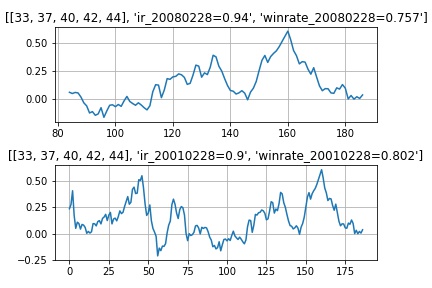 [[33, 37, 40, 42, 44], 'ir_20080228=0.94', 'winrate_20080228=0.757']
0.50
0.25
0.00
80 100 120 140 160 180
[[33, 37, 40, 42, 44], 'ir_20010228=0.9', 'winrate_20010228=0.802']
0.50
0.25
0.00
−0.25
0 25 50 75 100 125 150 175